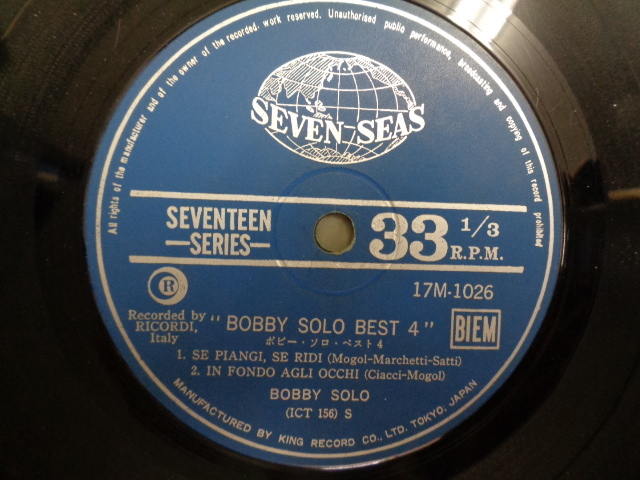 All rights of the manufacturer and of the owner of the recorded work reserved. Unauthorised public performance, broadcasting and copying of this record prohibited
SEVEN-SEAS
SEVENTEEN
—SERIES—
33 1/3
R.P.M.
17M-1026
R
Recorded by
RICORDI,
Italy
"BOBBY SOLO BEST 4"
BIEM
ボビー・ソロ・ベスト4
1. SE PIANGI, SE RIDI (Mogol-Marchetti-Satti)
2. IN FONDO AGLI OCCHI (Ciacci-Mogol)
BOBBY SOLO
(ICT 156) S
MANUFACTURED BY KING RECORD CO., LTD. TOKYO, JAPAN